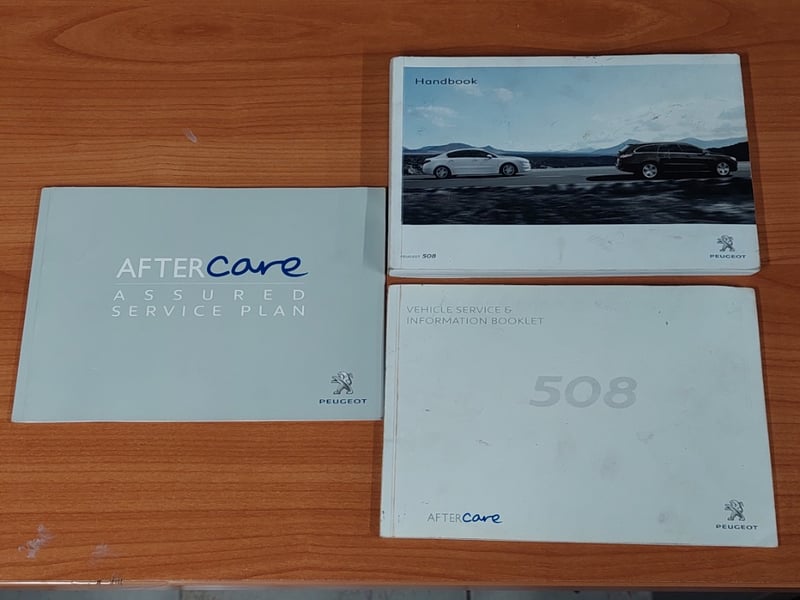 Handbook
PEUGEOT 508
PEUGEOT
AFTERcare
ASSURED
SERVICE PLAN
PEUGEOT
VEHICLE SERVICE &
INFORMATION BOOKLET
508
AFTERcare
PEUGEOT